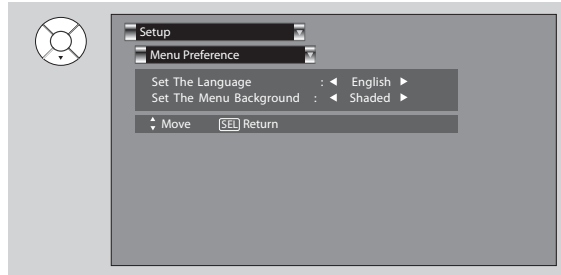 Setup
Menu Preference
Set The Language : ◀ English ▶
Set The Menu Background : ◀ Shaded ▶
Move SEL Return